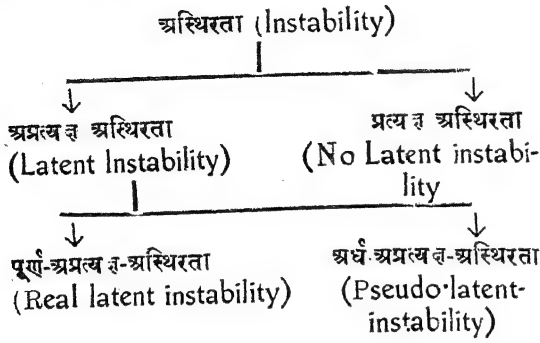 अस्थिरता (Instability)
अप्रत्यक्ष अस्थिरता
(Latent Instability)
प्रत्यक्ष अस्थिरता
(No Latent instabi-
lity
पूर्ण-अप्रत्यक्ष-अस्थिरता
(Real latent instability)
अर्ध-अप्रत्यक्ष-अस्थिरता
(Pseudo-latent-
instability)